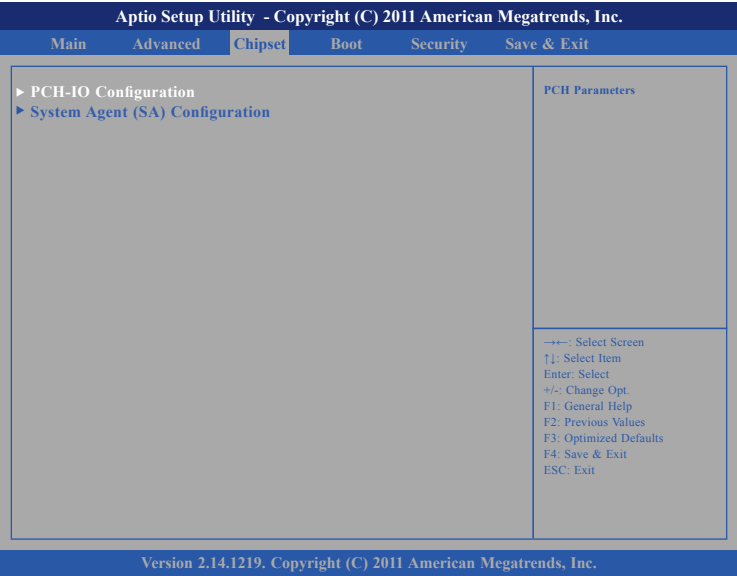 Aptio Setup Utility - Copyright (C) 2011 American Megatrends, Inc.
Main Advanced Chipset Boot Security Save & Exit
► PCH-IO Configuration
► System Agent (SA) Configuration
PCH Parameters
→←: Select Screen
↑↓: Select Item
Enter: Select
+/-: Change Opt.
F1: General Help
F2: Previous Values
F3: Optimized Defaults
F4: Save & Exit
ESC: Exit
Version 2.14.1219. Copyright (C) 2011 American Megatrends, Inc.